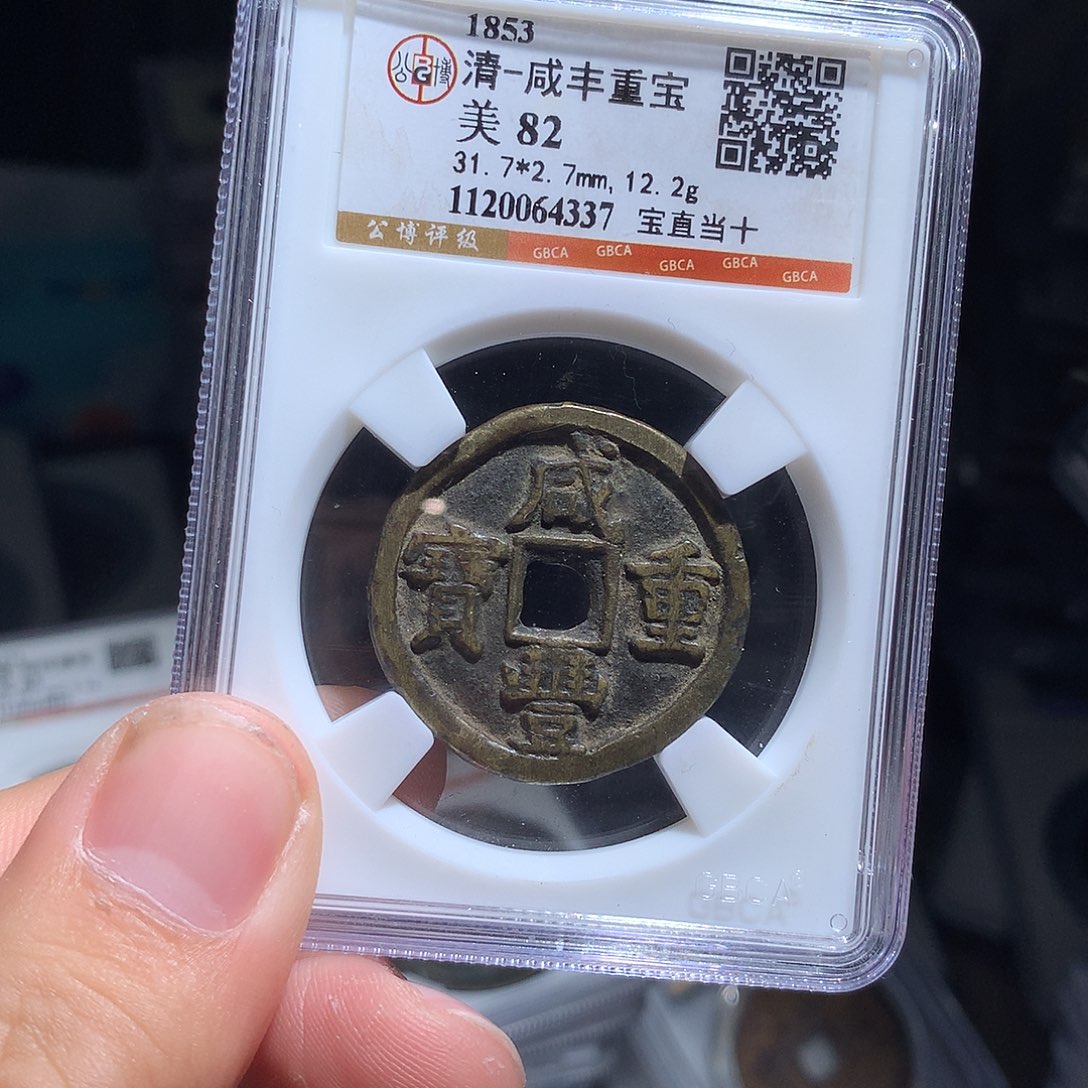 1853
公博
清-咸丰重宝
美 82
31.7*2.7mm, 12.2g
1120064337 宝直当十
公博评级 GBCA GBCA GBCA GBCA GBCA
咸
寶 重
豐
GBCA